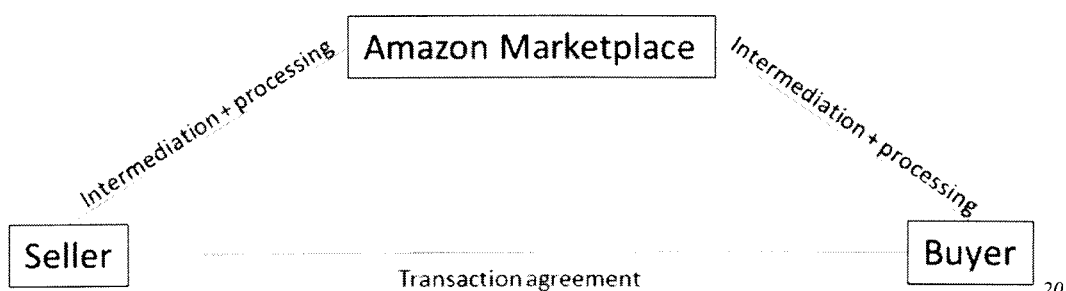 Amazon Marketplace
Intermediation + processing
Intermediation + processing
Seller
Buyer
Transaction agreement
20